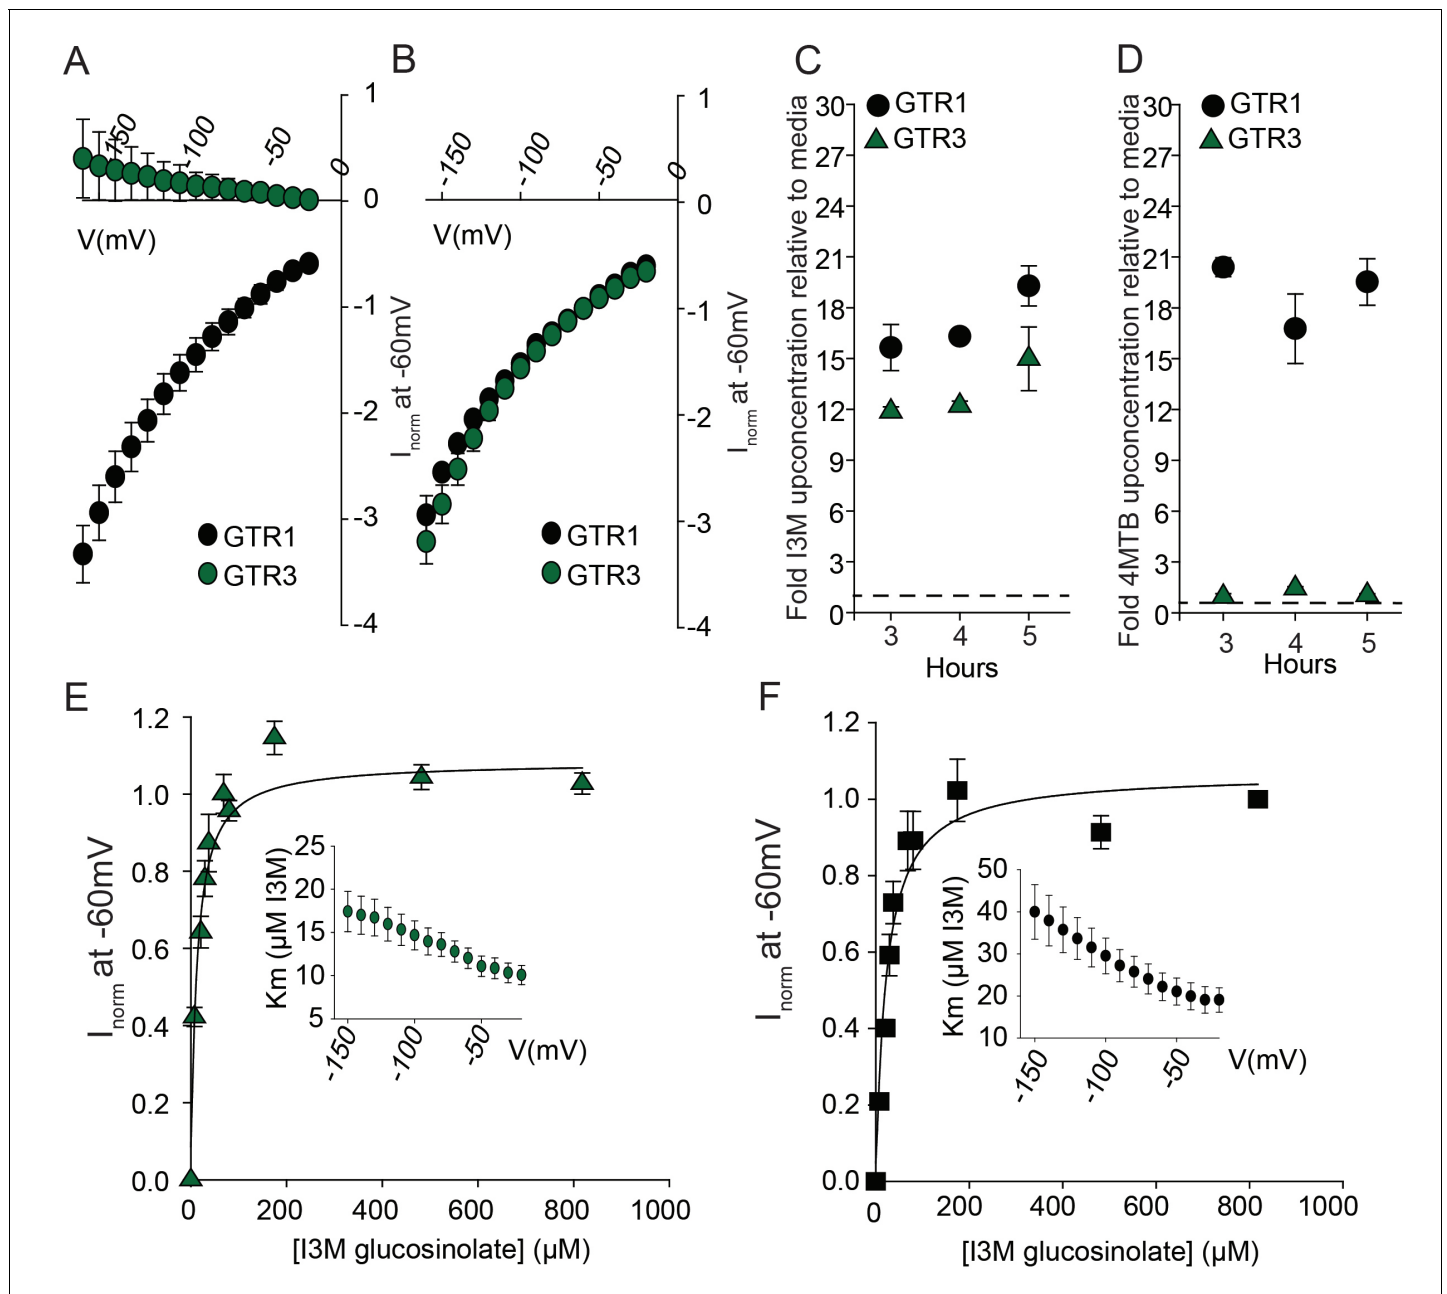 A
-150
-100
-50
0
1
0
-1
-2
-3
-4
V(mV)
Inorm at -60mV
GTR1
GTR3
B
-150
-100
-50
0
1
0
-1
-2
-3
-4
V(mV)
Inorm at -60mV
GTR1
GTR3
C
Fold I3M upconcentration relative to media
30
27
24
21
18
15
12
9
6
3
0
GTR1
GTR3
3 4 5
Hours
D
Fold 4MTB upconcentration relative to media
30
27
24
21
18
15
12
9
6
3
0
GTR1
GTR3
3 4 5
Hours
E
Inorm at -60mV
1.2
1.0
0.8
0.6
0.4
0.2
0.0
0 200 400 600 800 1000
[I3M glucosinolate] (µM)
Km (µM I3M)
25
20
15
10
5
-150 -100 -50
V(mV)
F
Inorm at -60mV
1.2
1.0
0.8
0.6
0.4
0.2
0.0
0 200 400 600 800 1000
[I3M glucosinolate] (µM)
Km (µM I3M)
50
40
30
20
10
-150 -100 -50
V(mV)